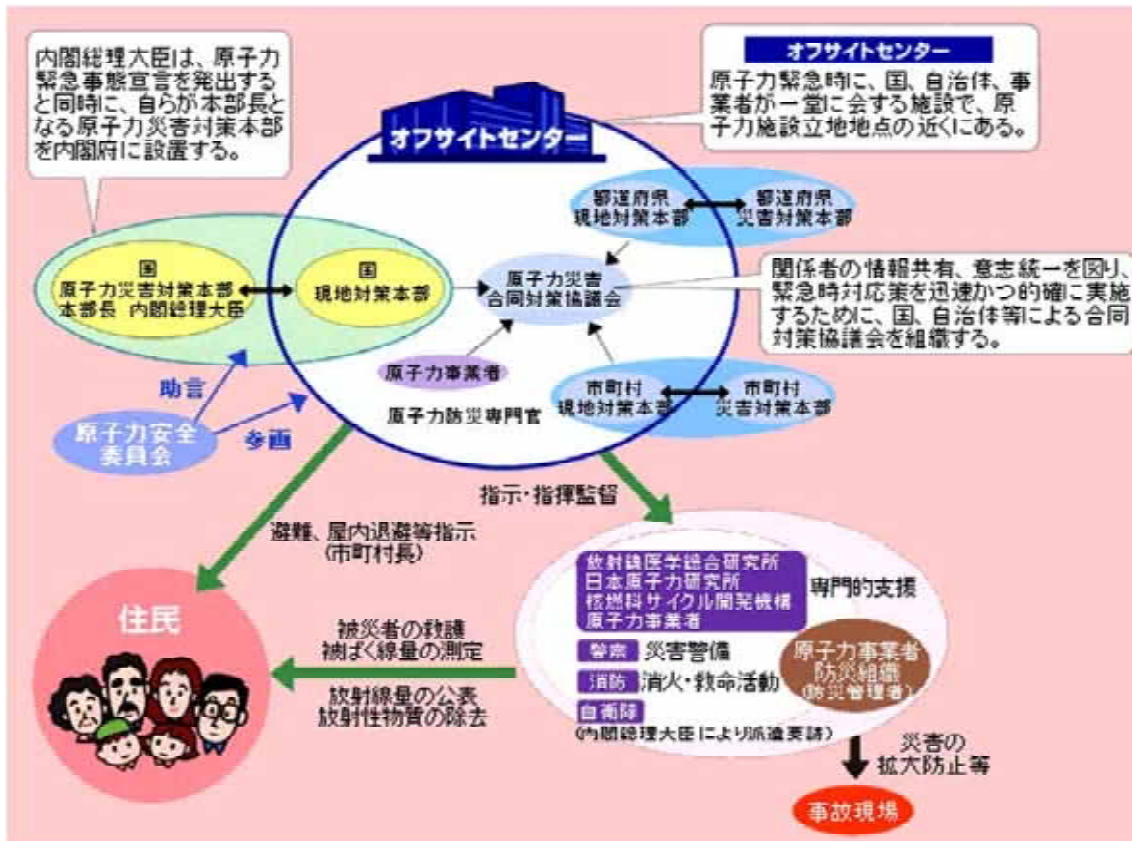 内閣総理大臣は、原子力
緊急事態宣言を発出する
と同時に、自らが本部長と
なる原子力災害対策本部
を内閣府に設置する。
オフサイトセンター
原子力緊急時に、国、自治体、事
業者が一堂に会する施設で、原
子力施設立地地点の近くにある。
オフサイトセンター
都道府県
現地対策本部
都道府県
災害対策本部
国
原子力災害対策本部
本部長 内閣総理大臣
国
現地対策本部
原子力災害
合同対策協議会
関係者の情報共有、意志統一を図り、
緊急時対応策を迅速かつ的確に実施
するために、国、自治体等による合同
対策協議会を組織する。
原子力事業者
原子力防災専門官
市町村
現地対策本部
市町村
災害対策本部
助言
参画
原子力安全
委員会
指示・指揮監督
避難、屋内退避等指示
(市町村長)
住民
被災者の救護
被ばく線量の測定
放射線量の公表
放射性物質の除去
放射線医学総合研究所
日本原子力研究所
核燃料サイクル開発機構
原子力事業者
専門的支援
警察 災害警備
消防 消火・救命活動
自衛隊
(内閣総理大臣により派遣要請)
原子力事業者
防災組織
(防災管理者)
災害の
拡大防止等
事故現場